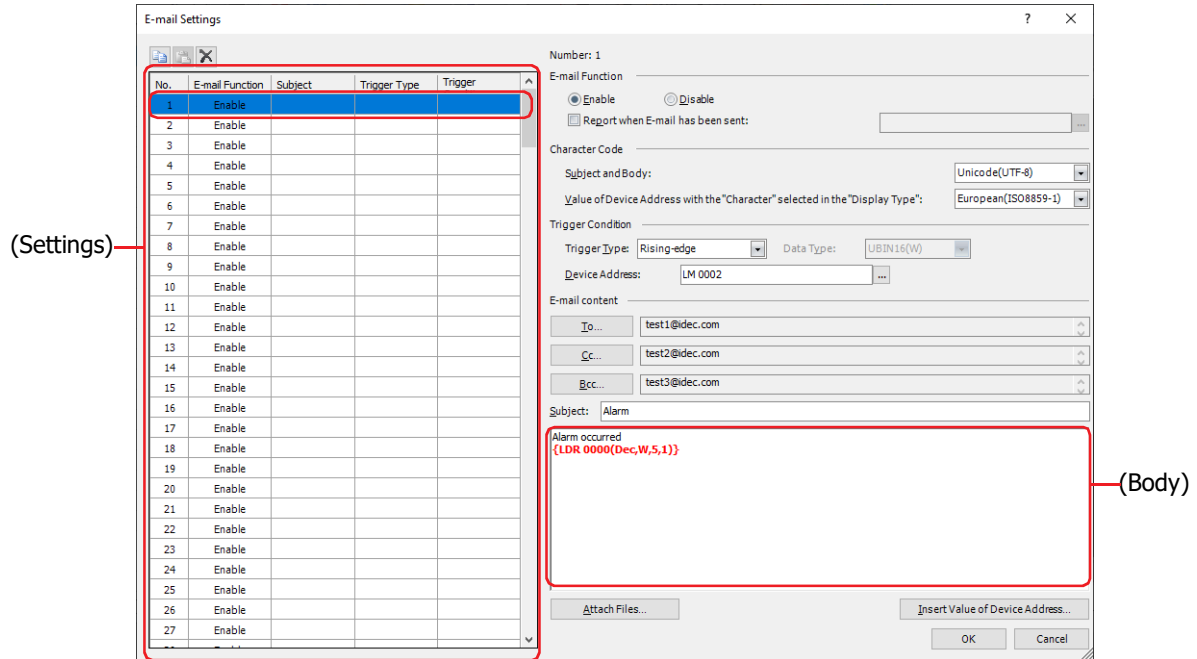 E-mail Settings
?
Number: 1
No. E-mail Function Subject Trigger Type Trigger
1 Enable
2 Enable
3 Enable
4 Enable
5 Enable
6 Enable
7 Enable
8 Enable
9 Enable
10 Enable
11 Enable
12 Enable
13 Enable
14 Enable
15 Enable
16 Enable
17 Enable
18 Enable
19 Enable
20 Enable
21 Enable
22 Enable
23 Enable
24 Enable
25 Enable
26 Enable
27 Enable
(Settings)
E-mail Function
Enable Disable
Report when E-mail has been sent: ...
Character Code
Subject and Body: Unicode(UTF-8)
Value of Device Address with the "Character" selected in the "Display Type": European(ISO8859-1)
Trigger Condition
Trigger Type: Rising-edge Data Type: UBIN16(W)
Device Address: LM 0002 ...
E-mail content
To... test1@idec.com
Cc... test2@idec.com
Bcc... test3@idec.com
Subject: Alarm
Alarm occurred
{LDR 0000(Dec,W,5,1)}
(Body)
Attach Files... Insert Value of Device Address...
OK Cancel